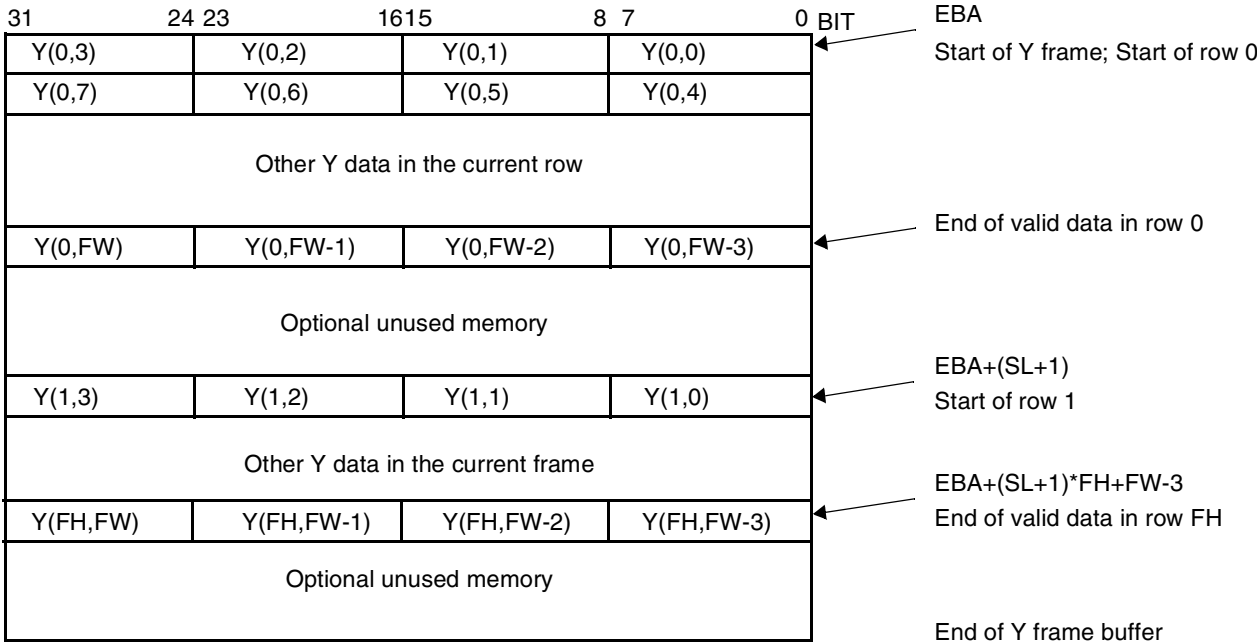 31 24 23 1615 8 7 0 BIT
EBA
Y(0,3) Y(0,2) Y(0,1) Y(0,0)
Start of Y frame; Start of row 0
Y(0,7) Y(0,6) Y(0,5) Y(0,4)
Other Y data in the current row
End of valid data in row 0
Y(0,FW) Y(0,FW-1) Y(0,FW-2) Y(0,FW-3)
Optional unused memory
EBA+(SL+1)
Y(1,3) Y(1,2) Y(1,1) Y(1,0)
Start of row 1
Other Y data in the current frame
EBA+(SL+1)*FH+FW-3
Y(FH,FW) Y(FH,FW-1) Y(FH,FW-2) Y(FH,FW-3)
End of valid data in row FH
Optional unused memory
End of Y frame buffer